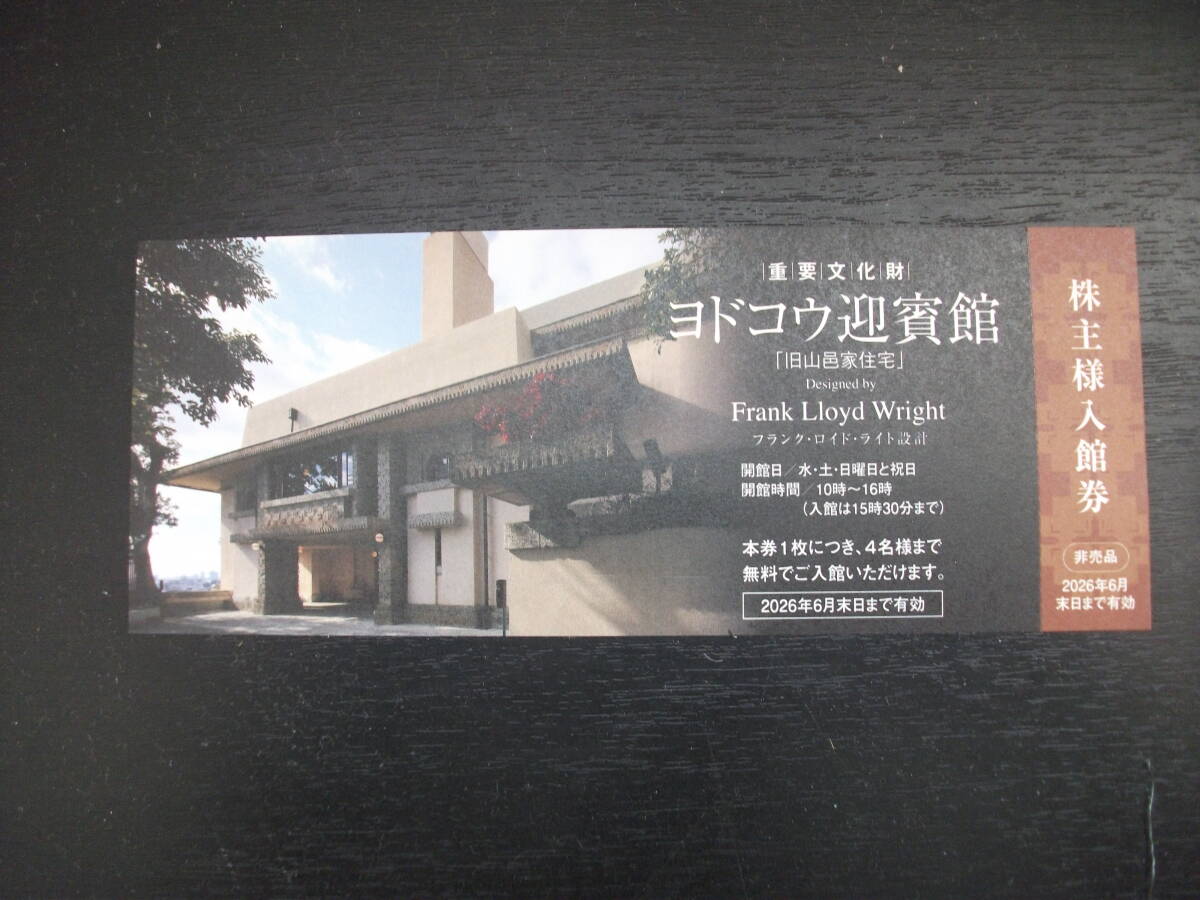 重要文化財
ヨドコウ迎賓館
「旧山邑家住宅」
Designed by
Frank Lloyd Wright
フランク・ロイド・ライト設計
開館日／水・土・日曜日と祝日
開館時間／10時〜16時
（入館は15時30分まで）
本券1枚につき、4名様まで
無料でご入館いただけます。
2026年6月末日まで有効
株主様入館券
非売品
2026年6月
末日まで有効